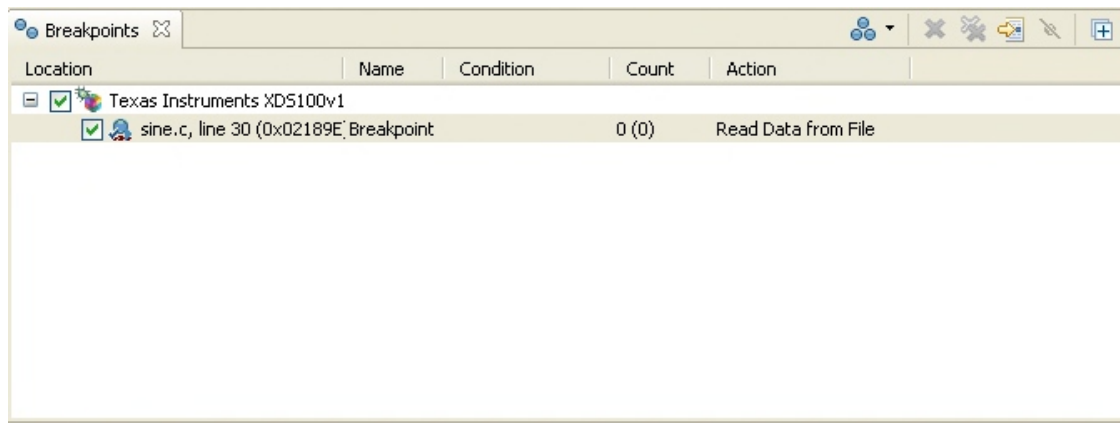 Breakpoints
Location Name Condition Count Action
Texas Instruments XDS100v1
sine.c, line 30 (0x02189E Breakpoint 0 (0) Read Data from File